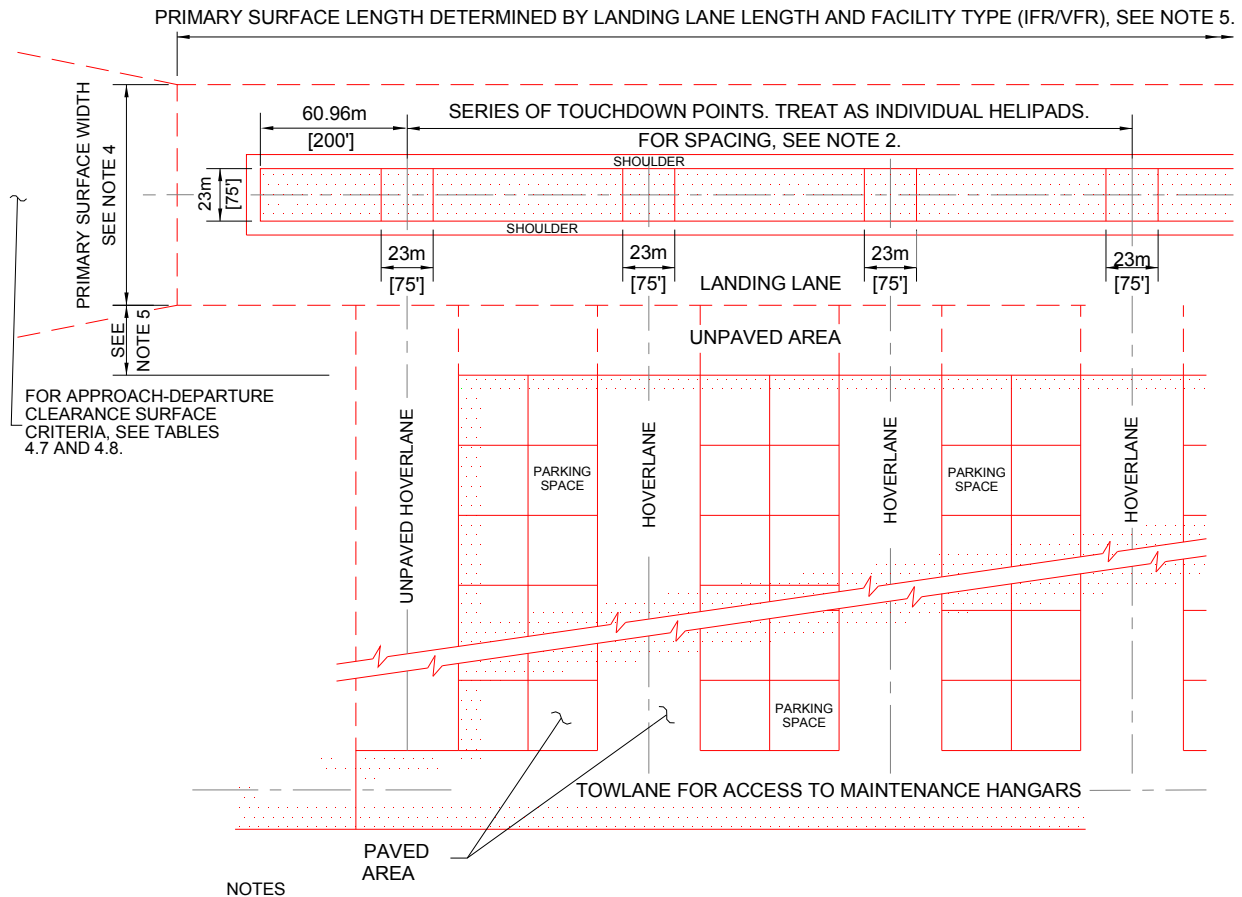 PRIMARY SURFACE LENGTH DETERMINED BY LANDING LANE LENGTH AND FACILITY TYPE (IFR/VFR), SEE NOTE 5.
60.96m
[200']
SERIES OF TOUCHDOWN POINTS. TREAT AS INDIVIDUAL HELIPADS.
FOR SPACING, SEE NOTE 2.
PRIMARY SURFACE WIDTH
SEE NOTE 4
SHOULDER
23m
[75']
SHOULDER
23m
[75']
23m
[75']
23m
[75']
23m
[75']
LANDING LANE
SEE
NOTE 5
UNPAVED AREA
FOR APPROACH-DEPARTURE
CLEARANCE SURFACE
CRITERIA, SEE TABLES
4.7 AND 4.8.
UNPAVED HOVERLANE
PARKING
SPACE
HOVERLANE
HOVERLANE
PARKING
SPACE
HOVERLANE
PARKING
SPACE
TOWLANE FOR ACCESS TO MAINTENANCE HANGARS
PAVED
AREA
NOTES